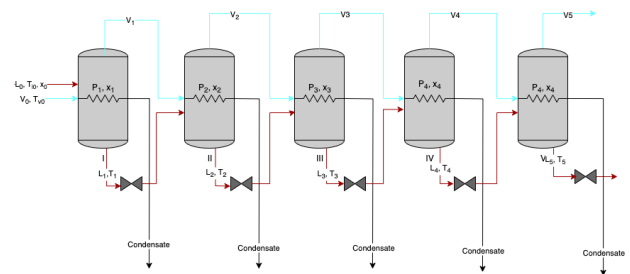 V1
V2
V3
V4
V5
L0, Tl0, x0
V0, Tv0
P1, x1
P2, x2
P3, x3
P4, x4
P4, x4
I
II
III
IV
V
L1, T1
L2, T2
L3, T3
L4, T4
L5, T5
Condensate
Condensate
Condensate
Condensate
Condensate